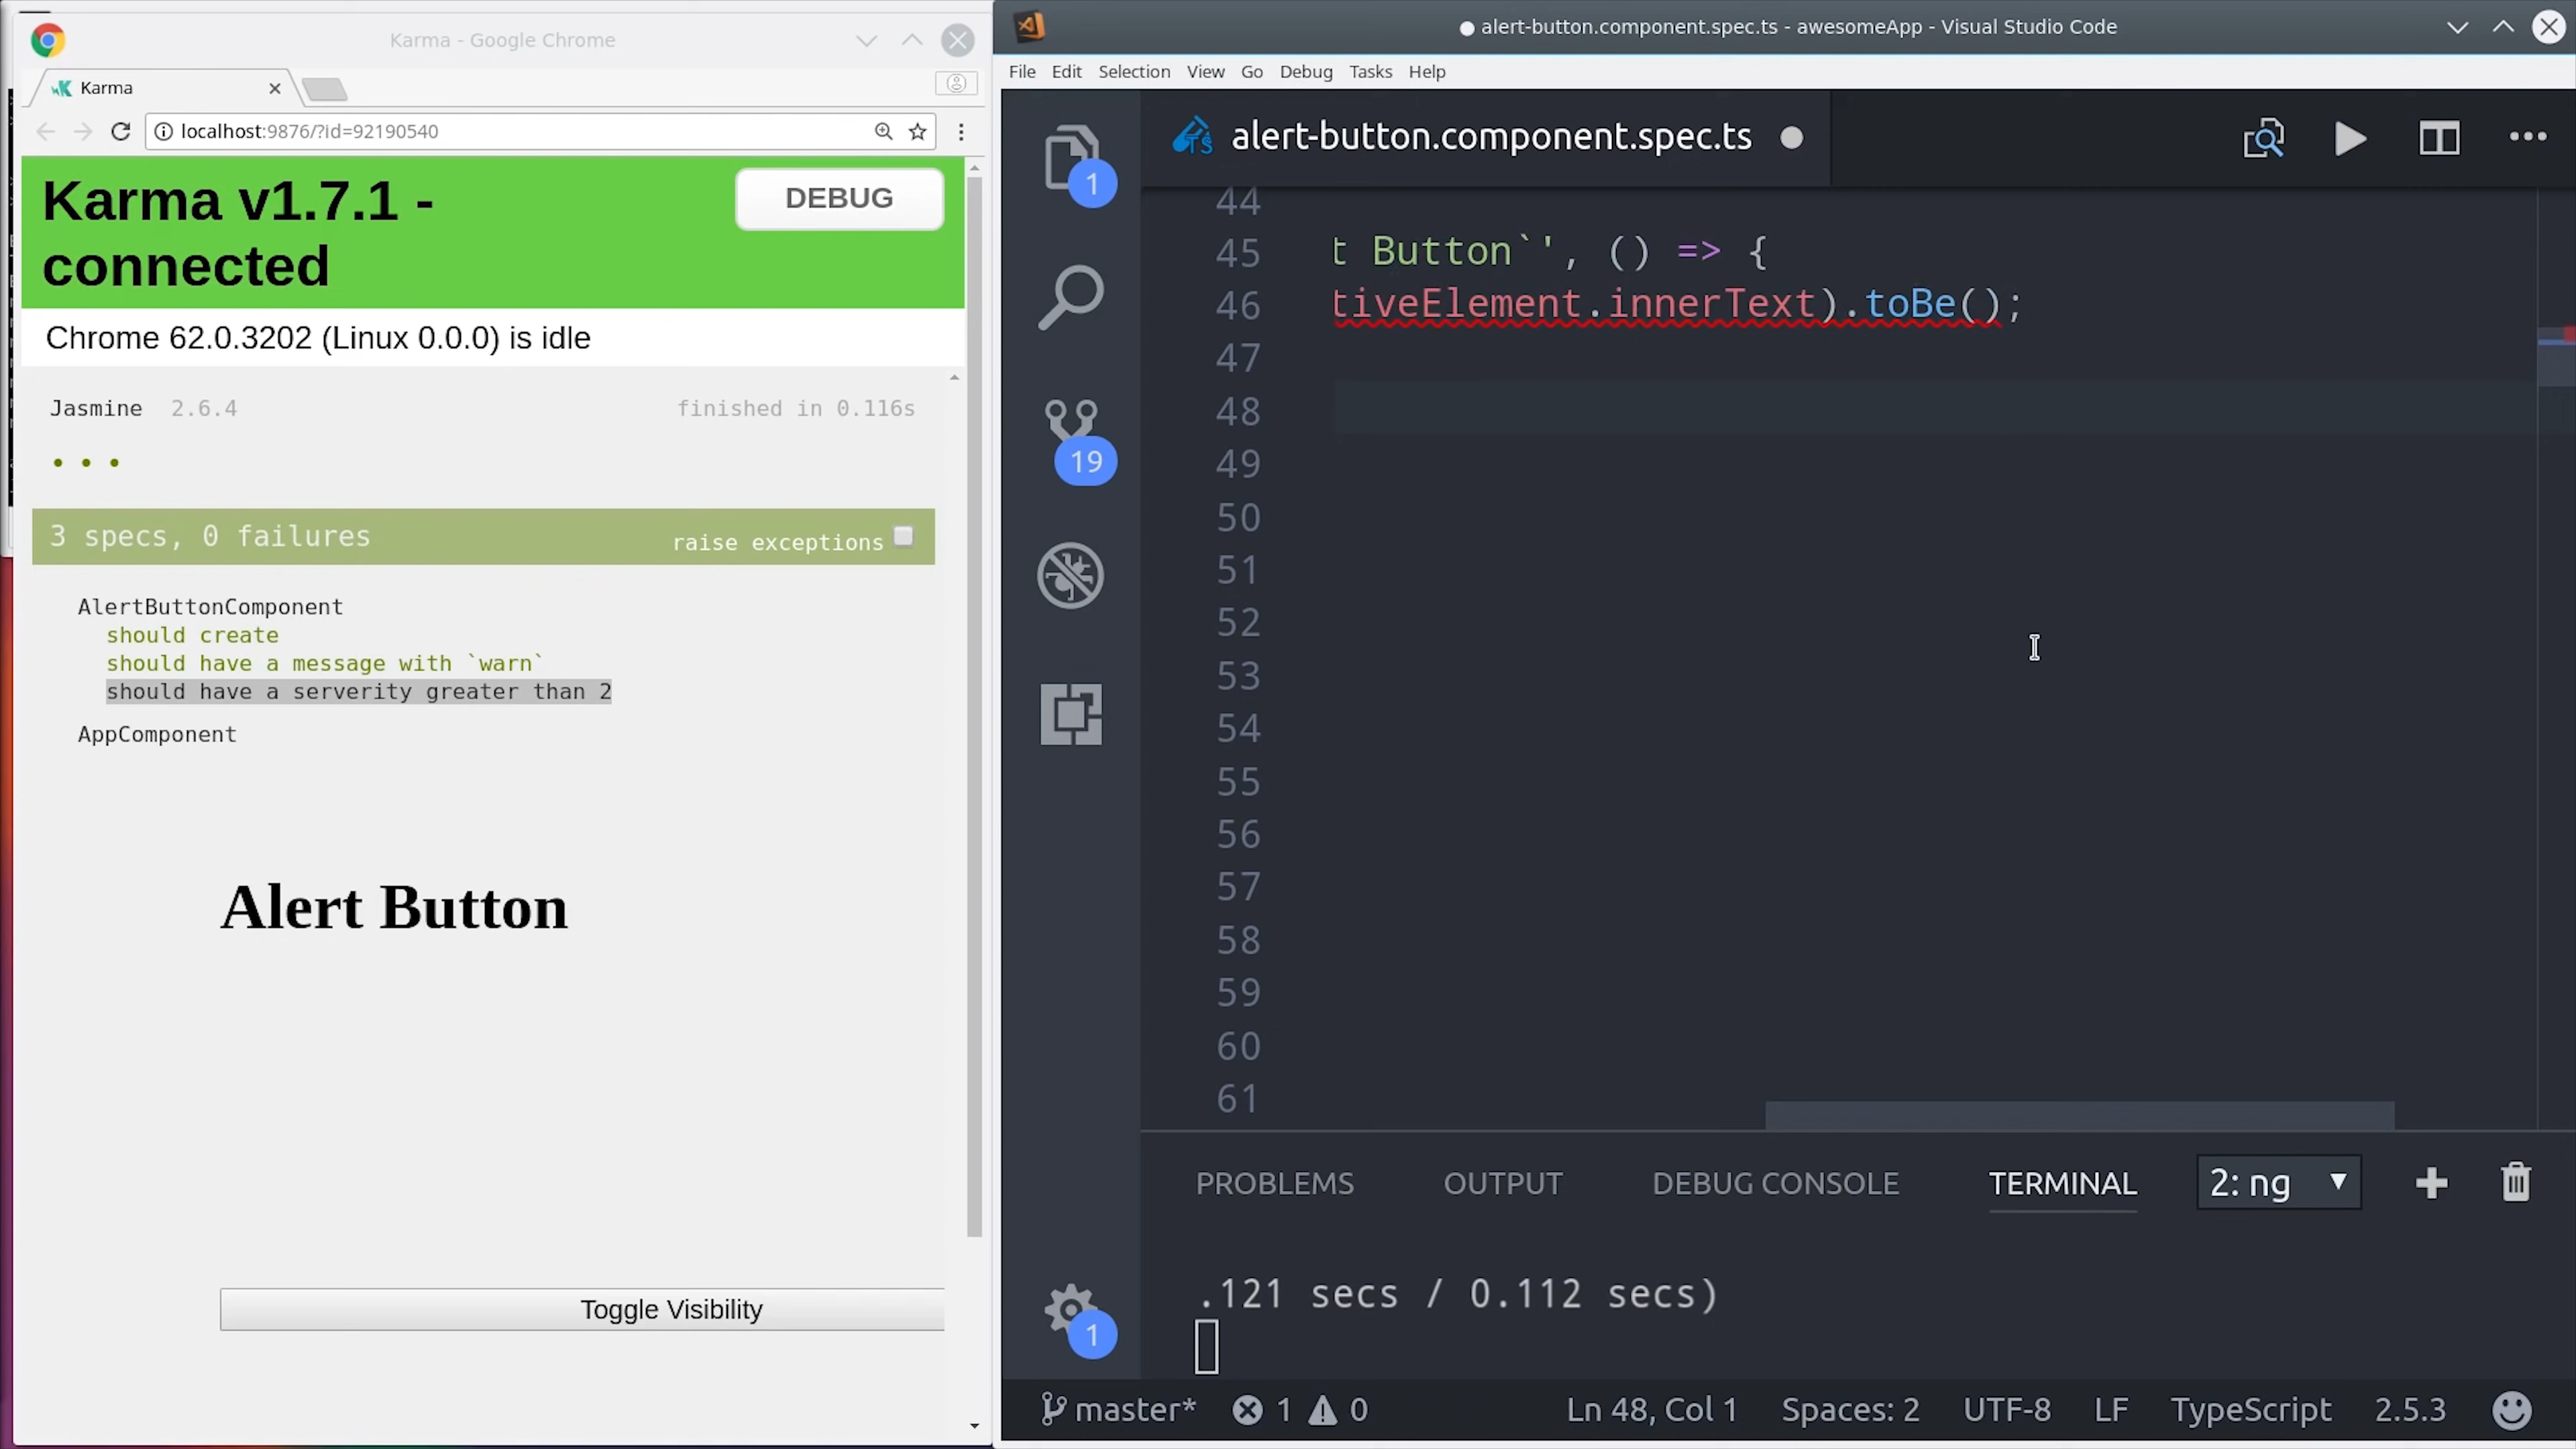 Karma - Google Chrome
Karma
localhost:9876/?id=92190540
Karma v1.7.1 -
connected
DEBUG
Chrome 62.0.3202 (Linux 0.0.0) is idle
Jasmine 2.6.4 finished in 0.116s
3 specs, 0 failures raise exceptions
AlertButtonComponent
should create
should have a message with `warn`
should have a serverity greater than 2
AppComponent
Alert Button
Toggle Visibility
alert-button.component.spec.ts - awesomeApp - Visual Studio Code
File Edit Selection View Go Debug Tasks Help
alert-button.component.spec.ts
1
19
1
44
45 t Button`', () => {
46 tiveElement.innerText).toBe();
47
48
49
50
51
52
53
54
55
56
57
58
59
60
61
PROBLEMS OUTPUT DEBUG CONSOLE TERMINAL 2: ng
.121 secs / 0.112 secs)
master* 1 0 Ln 48, Col 1 Spaces: 2 UTF-8 LF TypeScript 2.5.3